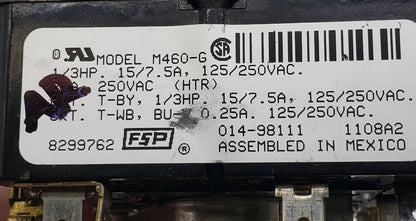 MODEL M460-G
1/3HP. 15/7.5A, 125/250VAC.
250VAC (HTR)
T-BY, 1/3HP. 15/7.5A, 125/250VAC.
T-WB, BU- 0.25A. 125/250VAC.
014-98111 1108A2
8299762 FSP ® ASSEMBLED IN MEXICO